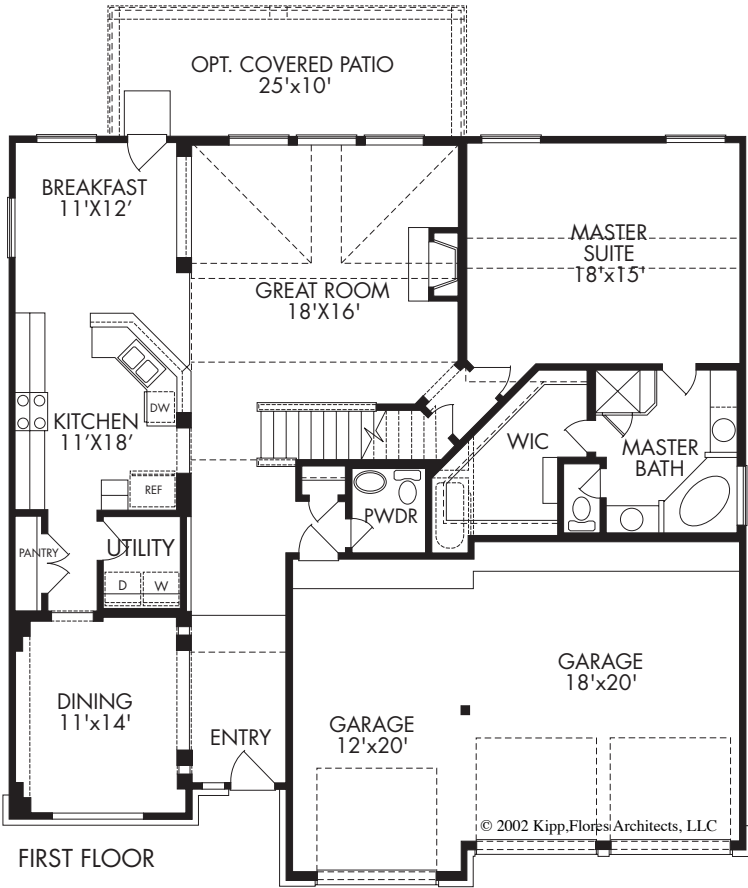 OPT. COVERED PATIO
25'x10'
BREAKFAST
11'X12'
MASTER
SUITE
18'x15'
GREAT ROOM
18'X16'
DW
KITCHEN
11'X18'
WIC
MASTER
BATH
REF
PWDR
PANTRY
UTILITY
D
W
GARAGE
18'x20'
DINING
11'x14'
ENTRY
GARAGE
12'x20'
© 2002 Kipp,Flores Architects, LLC
FIRST FLOOR